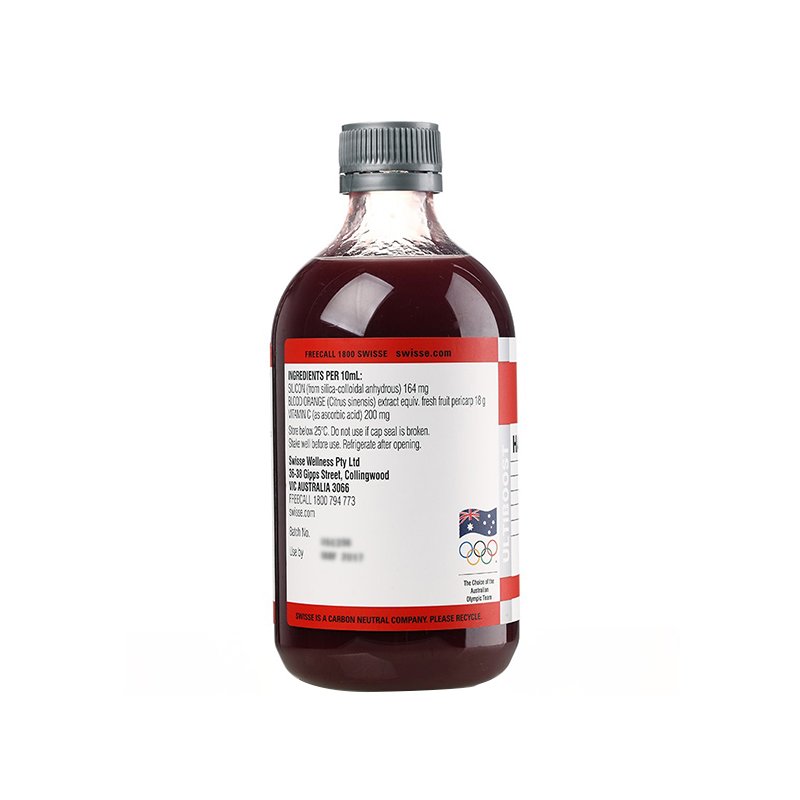 FREECALL 1800 SWISSE swisse.com
INGREDIENTS PER 10mL:
SILICON (from silica-colloidal anhydrous) 164 mg
BLOOD ORANGE (Citrus sinensis) extract equiv. fresh fruit pericarp 18 g
VITAMIN C (as ascorbic acid) 200 mg
Store below 25°C. Do not use if cap seal is broken.
Shake well before use. Refrigerate after opening.
Swisse Wellness Pty Ltd
36-38 Gipps Street, Collingwood
VIC AUSTRALIA 3066
FREECALL 1800 794 773
swisse.com
Batch No.
Use by
The Choice of the
Australian
Olympic Team
SWISSE IS A CARBON NEUTRAL COMPANY. PLEASE RECYCLE.
ULTIBOOST
H